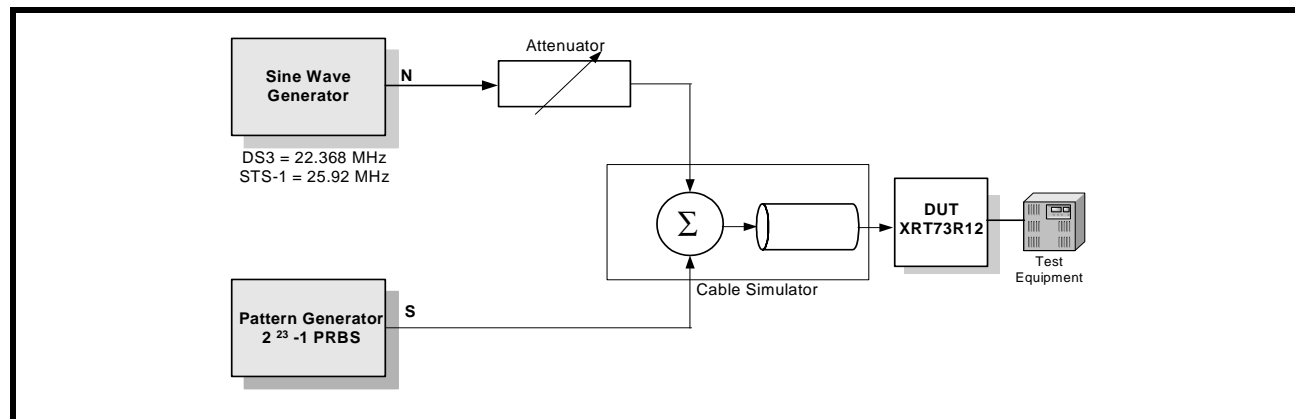 Attenuator
Sine Wave
Generator
N
DS3 = 22.368 MHz
STS-1 = 25.92 MHz
Σ
DUT
XRT73R12
Test
Equipment
Cable Simulator
Pattern Generator
2 ²³ -1 PRBS
S